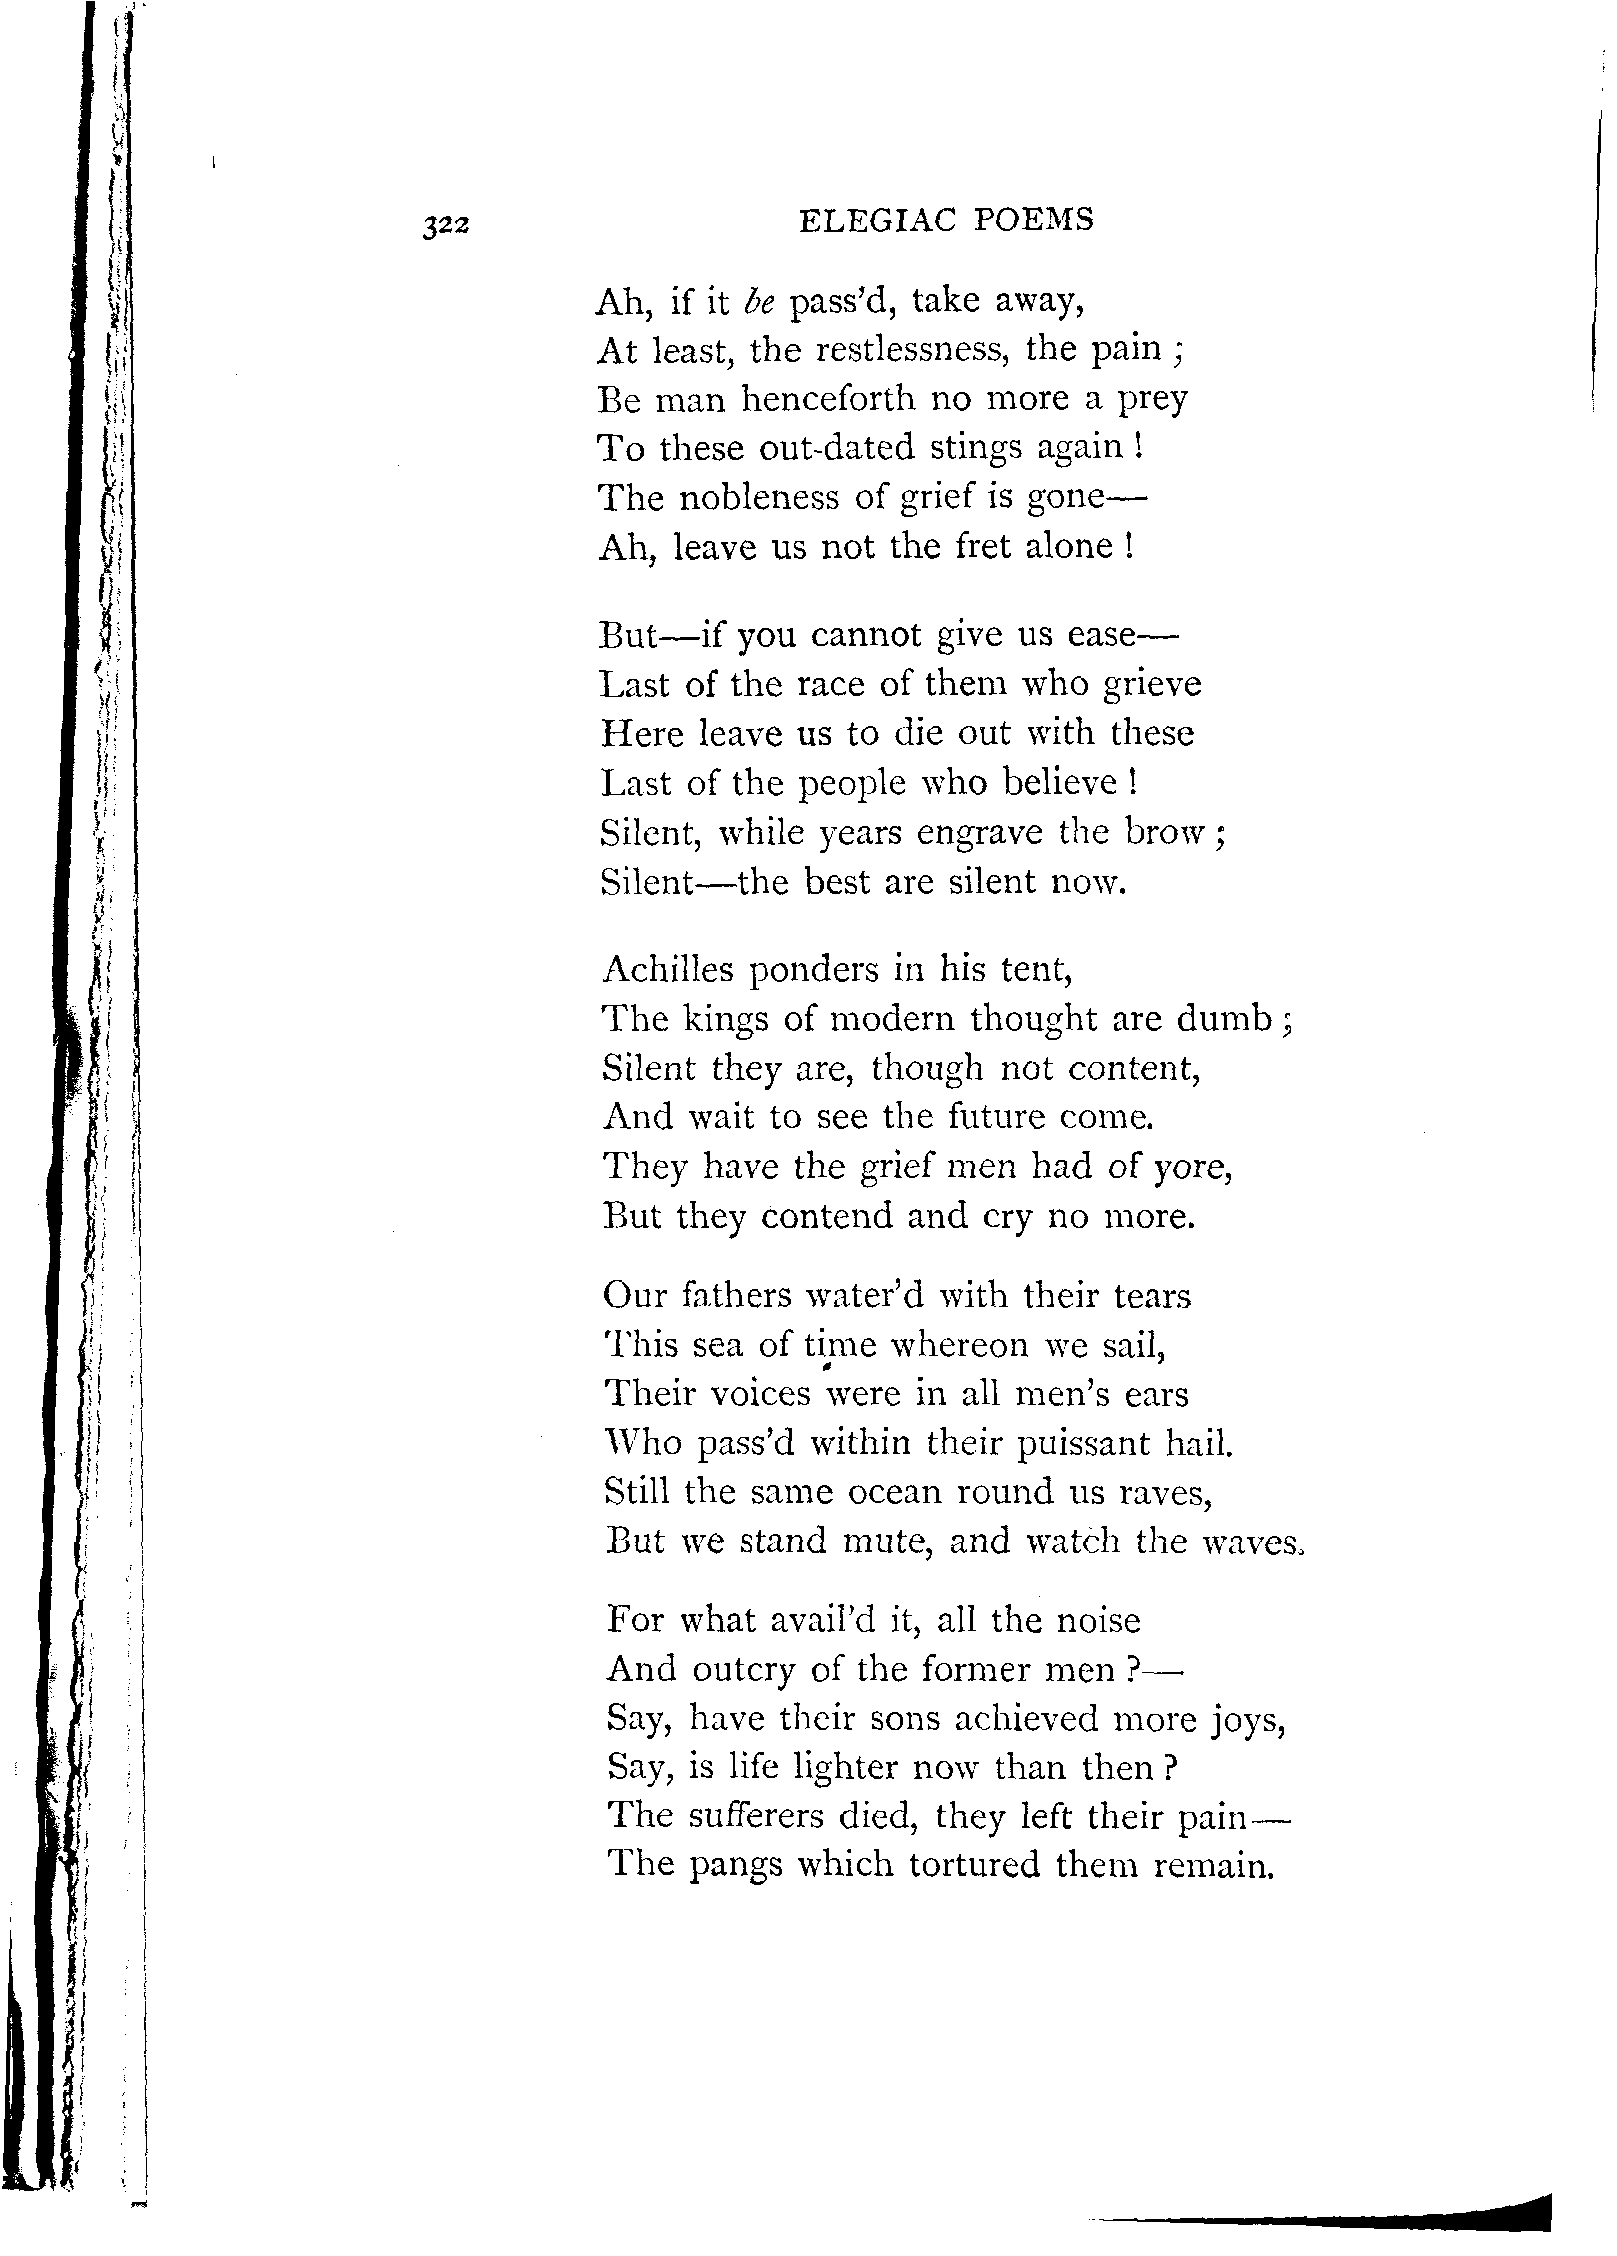 322 ELEGIAC POEMS
Ah, if it be pass'd, take away,
At least, the restlessness, the pain ;
Be man henceforth no more a prey
To these out-dated stings again !
The nobleness of grief is gone—
Ah, leave us not the fret alone !
But—if you cannot give us ease—
Last of the race of them who grieve
Here leave us to die out with these
Last of the people who believe !
Silent, while years engrave the brow ;
Silent—the best are silent now.
Achilles ponders in his tent,
The kings of modern thought are dumb ;
Silent they are, though not content,
And wait to see the future come.
They have the grief men had of yore,
But they contend and cry no more.
Our fathers water'd with their tears
This sea of time whereon we sail,
Their voices were in all men's ears
Who pass'd within their puissant hail.
Still the same ocean round us raves,
But we stand mute, and watch the waves.
For what avail'd it, all the noise
And outcry of the former men ?—
Say, have their sons achieved more joys,
Say, is life lighter now than then ?
The sufferers died, they left their pain—
The pangs which tortured them remain.